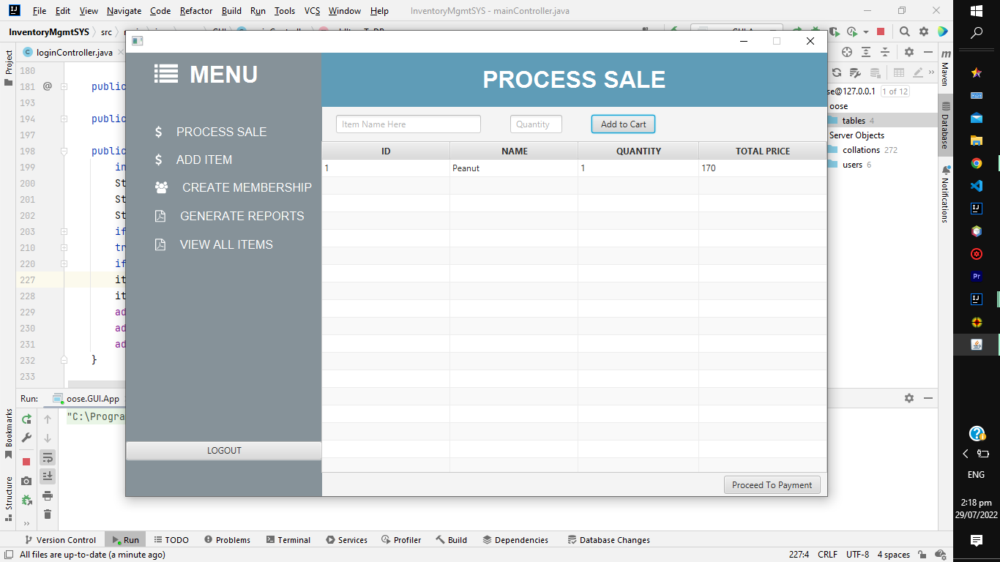 File Edit View Navigate Code Refactor Build Run Tools VCS Window Help InventoryMgmtSYS - mainController.java
InventoryMgmtSYS src
loginController.java
Project
180
181 @ public
193
194 public
197
198 public
199 in
200 St
201 St
202 St
203 if
210 tr
220 if
227 it
228 it
229 ad
230 ad
231 ad
232 }
233
MENU
PROCESS SALE
ADD ITEM
CREATE MEMBERSHIP
GENERATE REPORTS
VIEW ALL ITEMS
LOGOUT
PROCESS SALE
Item Name Here Quantity Add to Cart
ID NAME QUANTITY TOTAL PRICE
1 Peanut 1 170
Proceed To Payment
se@127.0.0.1 1 of 12
oose
tables 4
Server Objects
collations 272
users 6
Maven
Database
Notifications
Run: oose.GUI.App
"C:\Progra
Bookmarks
Structure
Version Control Run TODO Problems Terminal Services Profiler Build Dependencies Database Changes
All files are up-to-date (a minute ago) 227:4 CRLF UTF-8 4 spaces
Pr
ENG
2:18 pm
29/07/2022